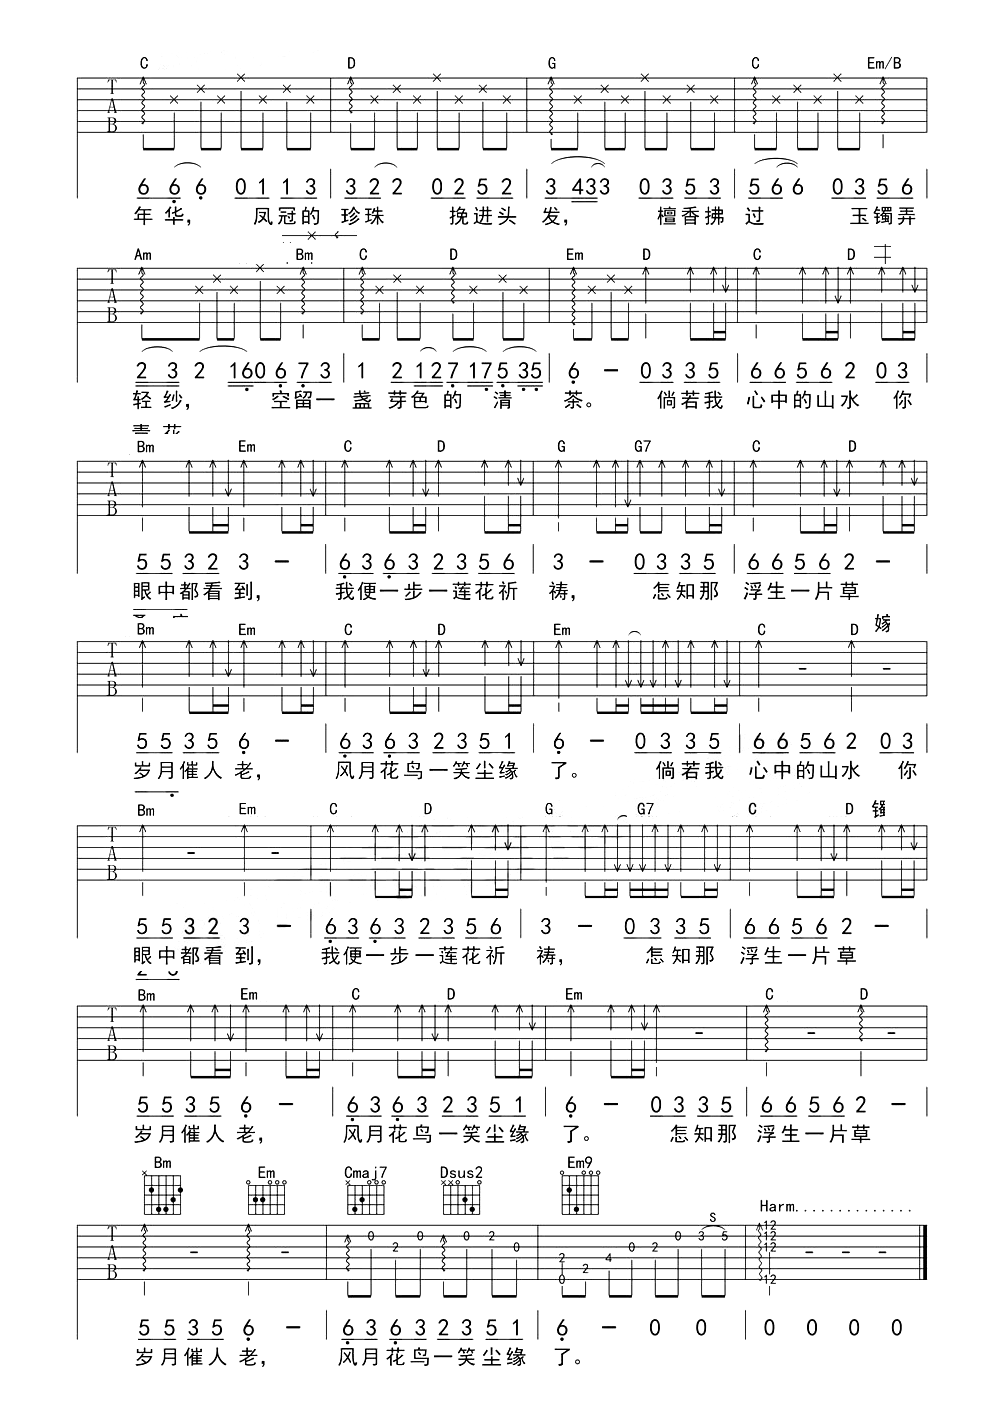 C D G C Em/B
T A B
6 6 6 0 1 1 3 3 2 2 0 2 5 2 3 4 3 3 0 3 5 3 5 6 6 0 3 5 6
年华， 凤冠的 珍珠 挽进头 发， 檀香拂 过 玉镯弄
Am Bm C D Em D C D
T A B
2 3 2 1 6 0 6 7 3 1 2 1 2 7 1 7 5 3 5 6 - 0 3 3 5 6 6 5 6 2 0 3
轻纱， 空留一 盏 芽色 的 清 茶。 倘若我 心中的山水 你
Bm Em C D G G7 C D
T A B
5 5 3 2 3 - 6 3 6 3 2 3 5 6 3 - 0 3 3 5 6 6 5 6 2 -
眼中都看到， 我便一步一莲花祈 祷， 怎知那 浮生一片草
Bm Em C D Em C D 嫁
T A B - -
5 5 3 5 6 - 6 3 6 3 2 3 5 1 6 - 0 3 3 5 6 6 5 6 2 0 3
岁月催人老， 风月花鸟一笑尘缘 了。 倘若我 心中的山水 你
Bm Em C D G G7 C D
T A B - -
5 5 3 2 3 - 6 3 6 3 2 3 5 6 3 - 0 3 3 5 6 6 5 6 2 -
眼中都看到， 我便一步一莲花祈 祷， 怎知那 浮生一片草
Bm Em C D Em C D
T A B - - -
5 5 3 5 6 - 6 3 6 3 2 3 5 1 6 - 0 3 3 5 6 6 5 6 2 -
岁月催人老， 风月花鸟一笑尘缘 了。 怎知那 浮生一片草
Bm Em Cmaj7 Dsus2 Em9
Harm..............
S
T A B - - 0 2 0 0 2 0 2 0 2 4 0 2 0 3 5 12 12 12 12 - - -
5 5 3 5 6 - 6 3 6 3 2 3 5 1 6 - 0 0 0 0 0 0
岁月催人老， 风月花鸟一笑尘缘 了。